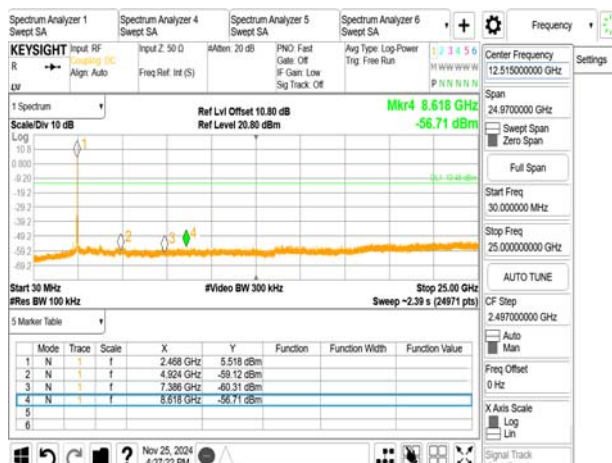 Spectrum Analyzer 1
Swept SA
Spectrum Analyzer 4
Swept SA
Spectrum Analyzer 5
Swept SA
Spectrum Analyzer 6
Swept SA
Frequency
KEYSIGHT
R
Input: RF
Coupling: DC
Align: Auto
Input Z: 50 Ω
Freq Ref: Int (S)
#Atten: 20 dB
PNO: Fast
Gate: Off
IF Gain: Low
Sig Track: Off
Avg Type: Log-Power
Trig: Free Run
1 2 3 4 5 6
M W W W W W
P N N N N N
1 Spectrum
Scale/Div 10 dB
Log
Ref Lvl Offset 10.80 dB
Ref Level 20.80 dBm
Mkr4 8.618 GHz
-56.71 dBm
10.8
0.800
-9.20
-19.2
-29.2
-39.2
-49.2
-59.2
-69.2
1
2
3
4
Start 30 MHz
#Res BW 100 kHz
#Video BW 300 kHz
Stop 25.00 GHz
Sweep ~2.39 s (24971 pts)
5 Marker Table
Mode Trace Scale X Y Function Function Width Function Value
1 N 1 f 2.468 GHz 5.518 dBm
2 N 1 f 4.924 GHz -59.12 dBm
3 N 1 f 7.386 GHz -60.31 dBm
4 N 1 f 8.618 GHz -56.71 dBm
5
6
Nov 25, 2024
4:27:22 PM
Center Frequency
12.515000000 GHz
Settings
Span
24.9700000 GHz
Swept Span
Zero Span
Full Span
Start Freq
30.000000 MHz
Stop Freq
25.000000000 GHz
AUTO TUNE
CF Step
2.497000000 GHz
Auto
Man
Freq Offset
0 Hz
X Axis Scale
Log
Lin
Signal Track